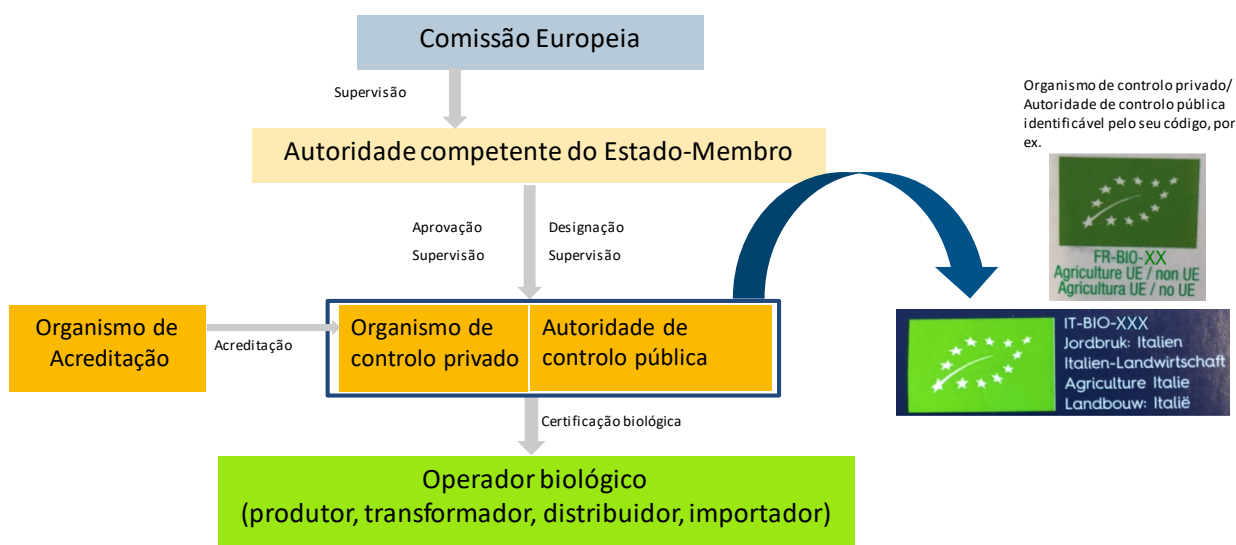 Comissão Europeia
Supervisão
Autoridade competente do Estado-Membro
Aprovação
Supervisão
Designação
Supervisão
Organismo de
Acreditação
Acreditação
Organismo de
controlo privado
Autoridade de
controlo pública
Certificação biológica
Operador biológico
(produtor, transformador, distribuidor, importador)
Organismo de controlo privado/
Autoridade de controlo pública
identificável pelo seu código, por
ex.
FR-BIO-XX
Agriculture UE / non UE
Agricultura UE / no UE
IT-BIO-XXX
Jordbruk: Italien
Italien-Landwirtschaft
Agriculture Italie
Landbouw: Italië